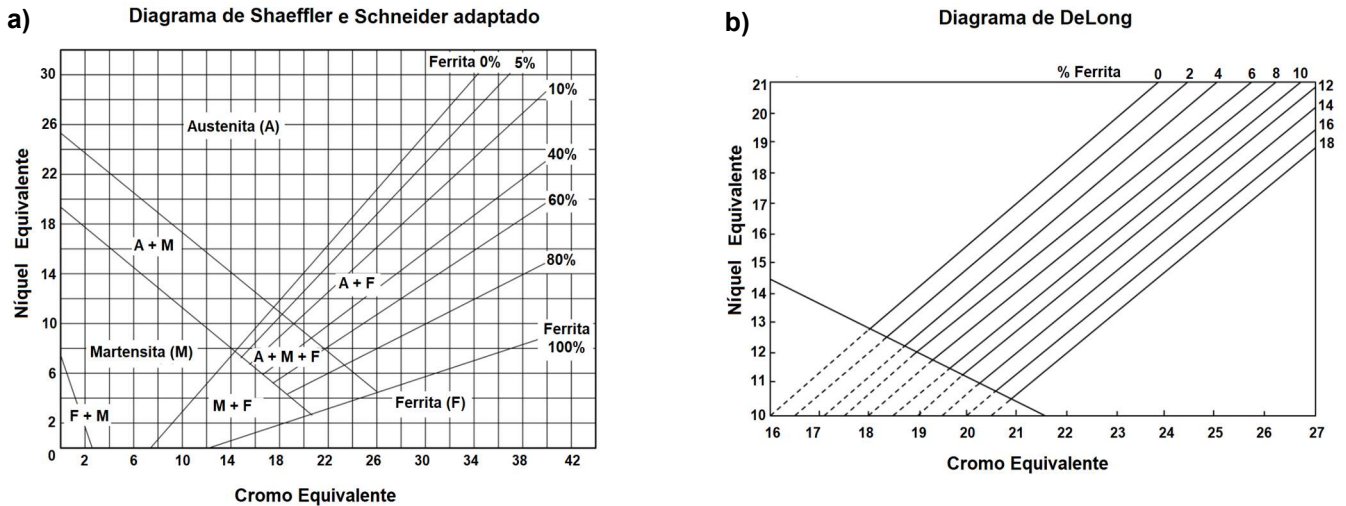 a)
Diagrama de Shaeffler e Schneider adaptado
30
26
22
18
14
10
6
2
0
Níquel Equivalente
Ferrita 0% 5%
10%
Austenita (A)
40%
60%
A + M
80%
A + F
Ferrita
100%
Martensita (M)
A + M + F
M + F
Ferrita (F)
F + M
2 6 10 14 18 22 26 30 34 38 42
Cromo Equivalente
b)
Diagrama de DeLong
% Ferrita 0 2 4 6 8 10
12
14
16
18
21
20
19
18
17
16
15
14
13
12
11
10
Níquel Equivalente
16 17 18 19 20 21 22 23 24 25 26 27
Cromo Equivalente